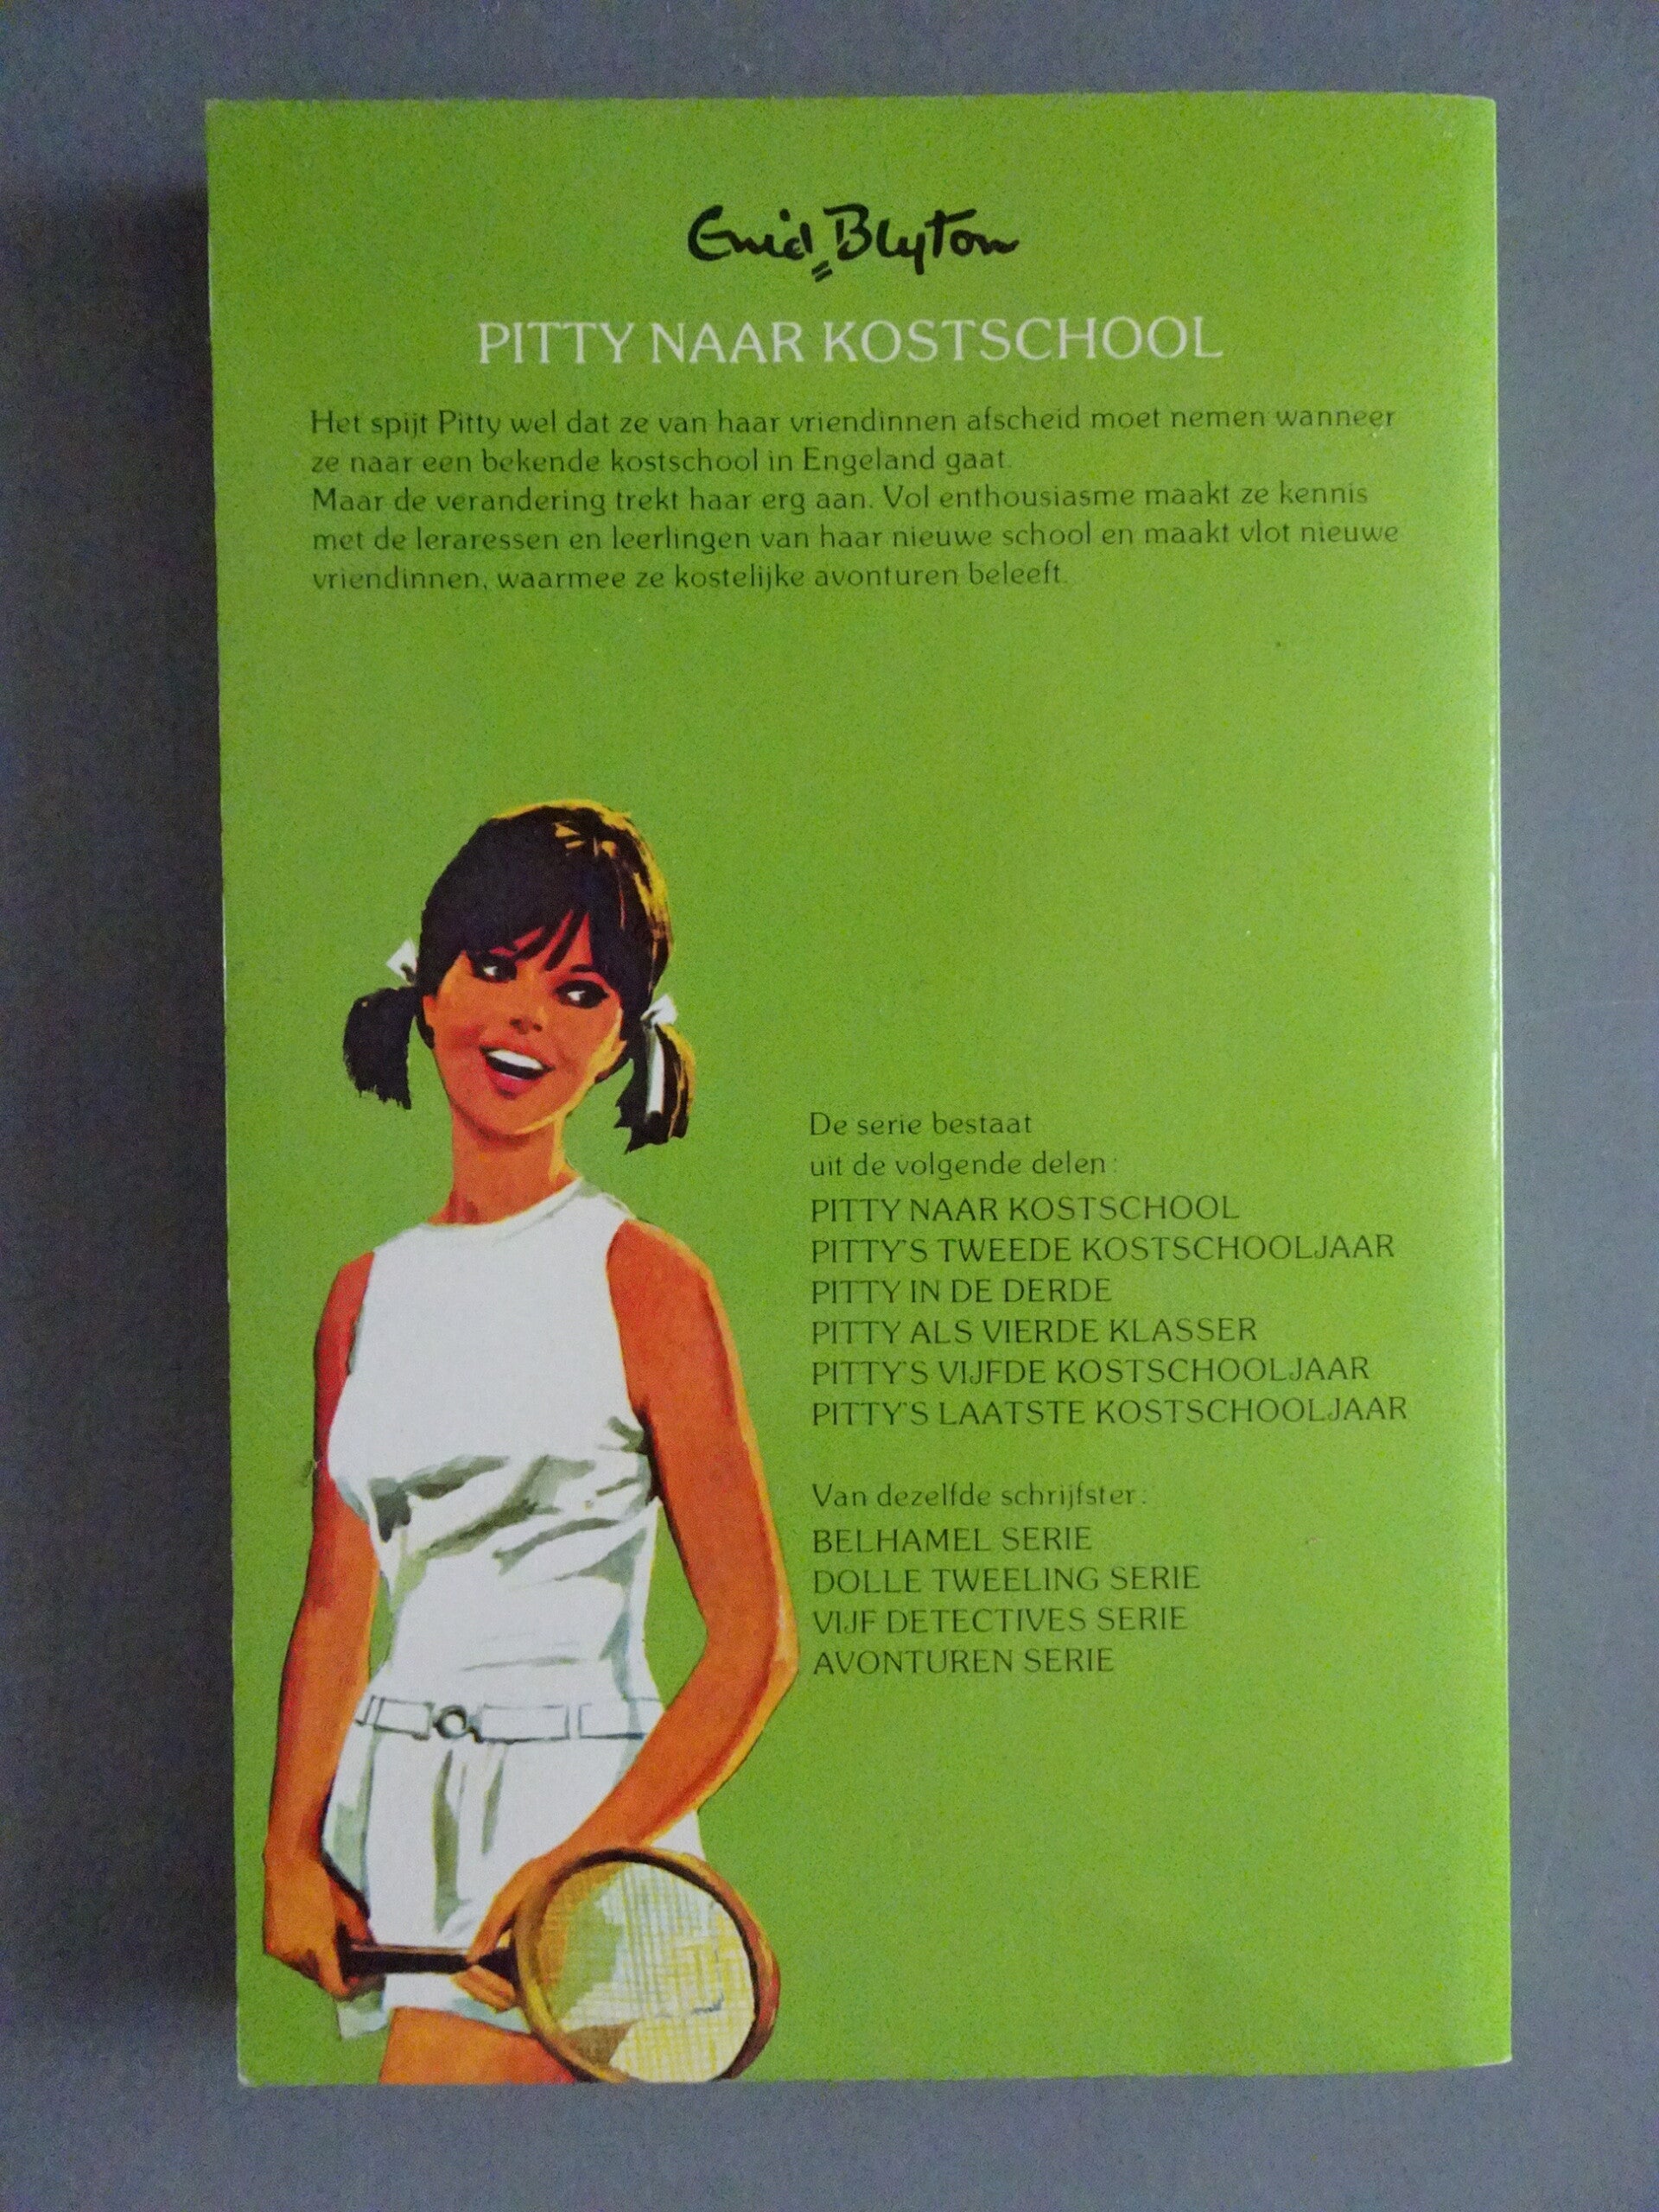 Enid Blyton
PITTY NAAR KOSTSCHOOL
Het spijt Pitty wel dat ze van haar vriendinnen afscheid moet nemen wanneer
ze naar een bekende kostschool in Engeland gaat.
Maar de verandering trekt haar erg aan. Vol enthousiasme maakt ze kennis
met de leraressen en leerlingen van haar nieuwe school en maakt vlot nieuwe
vriendinnen, waarmee ze kostelijke avonturen beleeft.
De serie bestaat
uit de volgende delen:
PITTY NAAR KOSTSCHOOL
PITTY'S TWEEDE KOSTSCHOOLJAAR
PITTY IN DE DERDE
PITTY ALS VIERDE KLASSER
PITTY'S VIJFDE KOSTSCHOOLJAAR
PITTY'S LAATSTE KOSTSCHOOLJAAR
Van dezelfde schrijfster:
BELHAMEL SERIE
DOLLE TWEELING SERIE
VIJF DETECTIVES SERIE
AVONTUREN SERIE